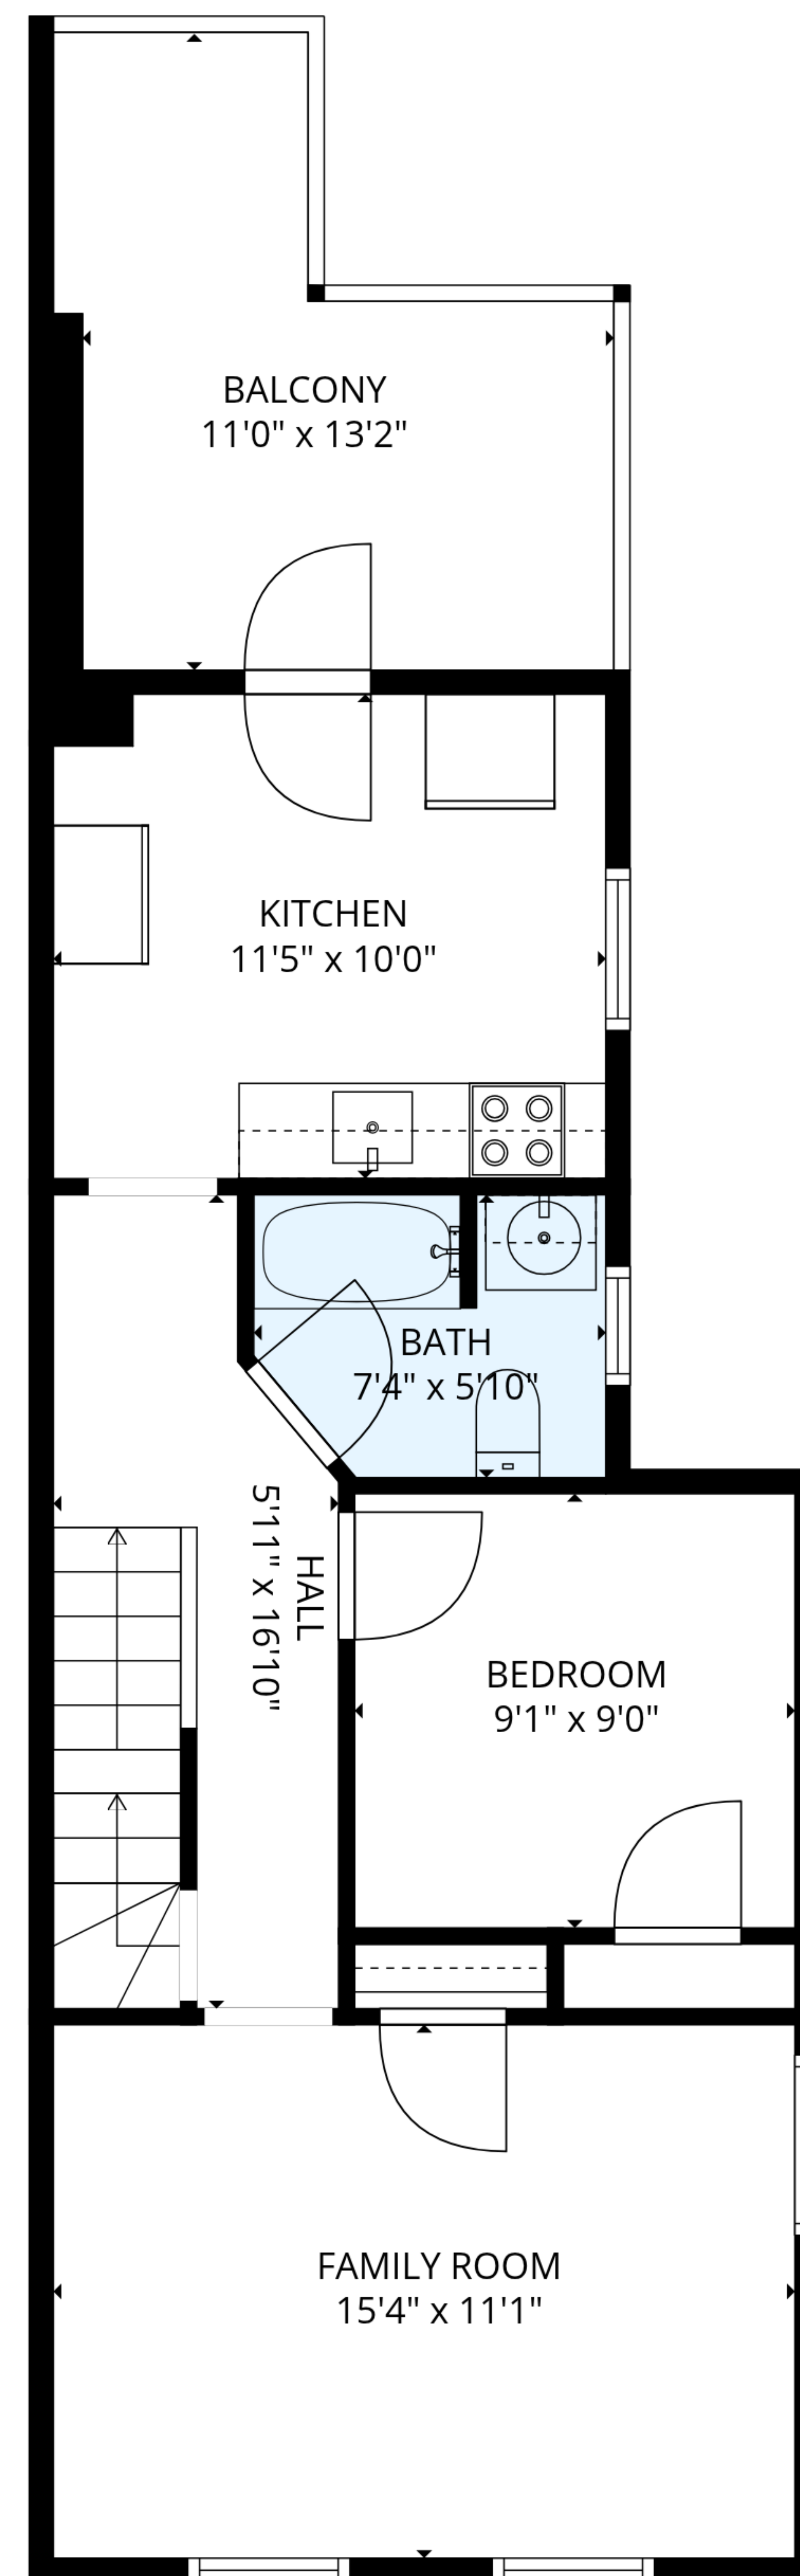 BALCONY
11'0" x 13'2"
KITCHEN
11'5" x 10'0"
BATH
7'4" x 5'10"
HALL
5'11" x 16'10"
BEDROOM
9'1" x 9'0"
FAMILY ROOM
15'4" x 11'1"